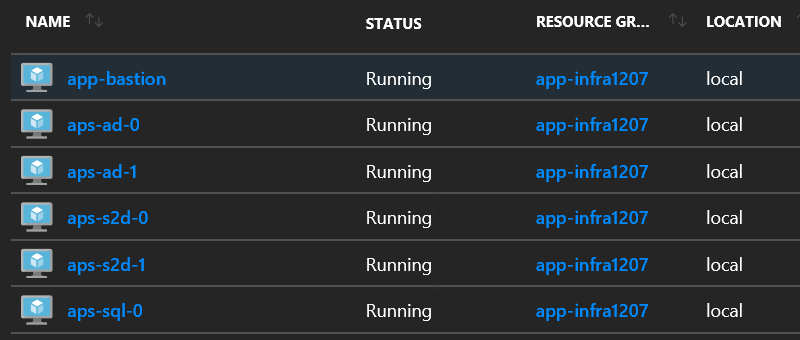 NAME STATUS RESOURCE GR... LOCATION
app-bastion Running app-infra1207 local
aps-ad-0 Running app-infra1207 local
aps-ad-1 Running app-infra1207 local
aps-s2d-0 Running app-infra1207 local
aps-s2d-1 Running app-infra1207 local
aps-sql-0 Running app-infra1207 local